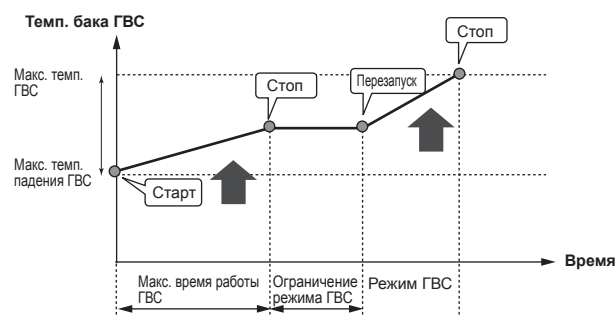 Темп. бака ГВС
Стоп
Стоп
Перезапуск
Макс. темп.
ГВС
Макс. темп.
падения ГВС
Старт
Время
Макс. время работы
ГВС
Ограничение
режима ГВС
Режим ГВС